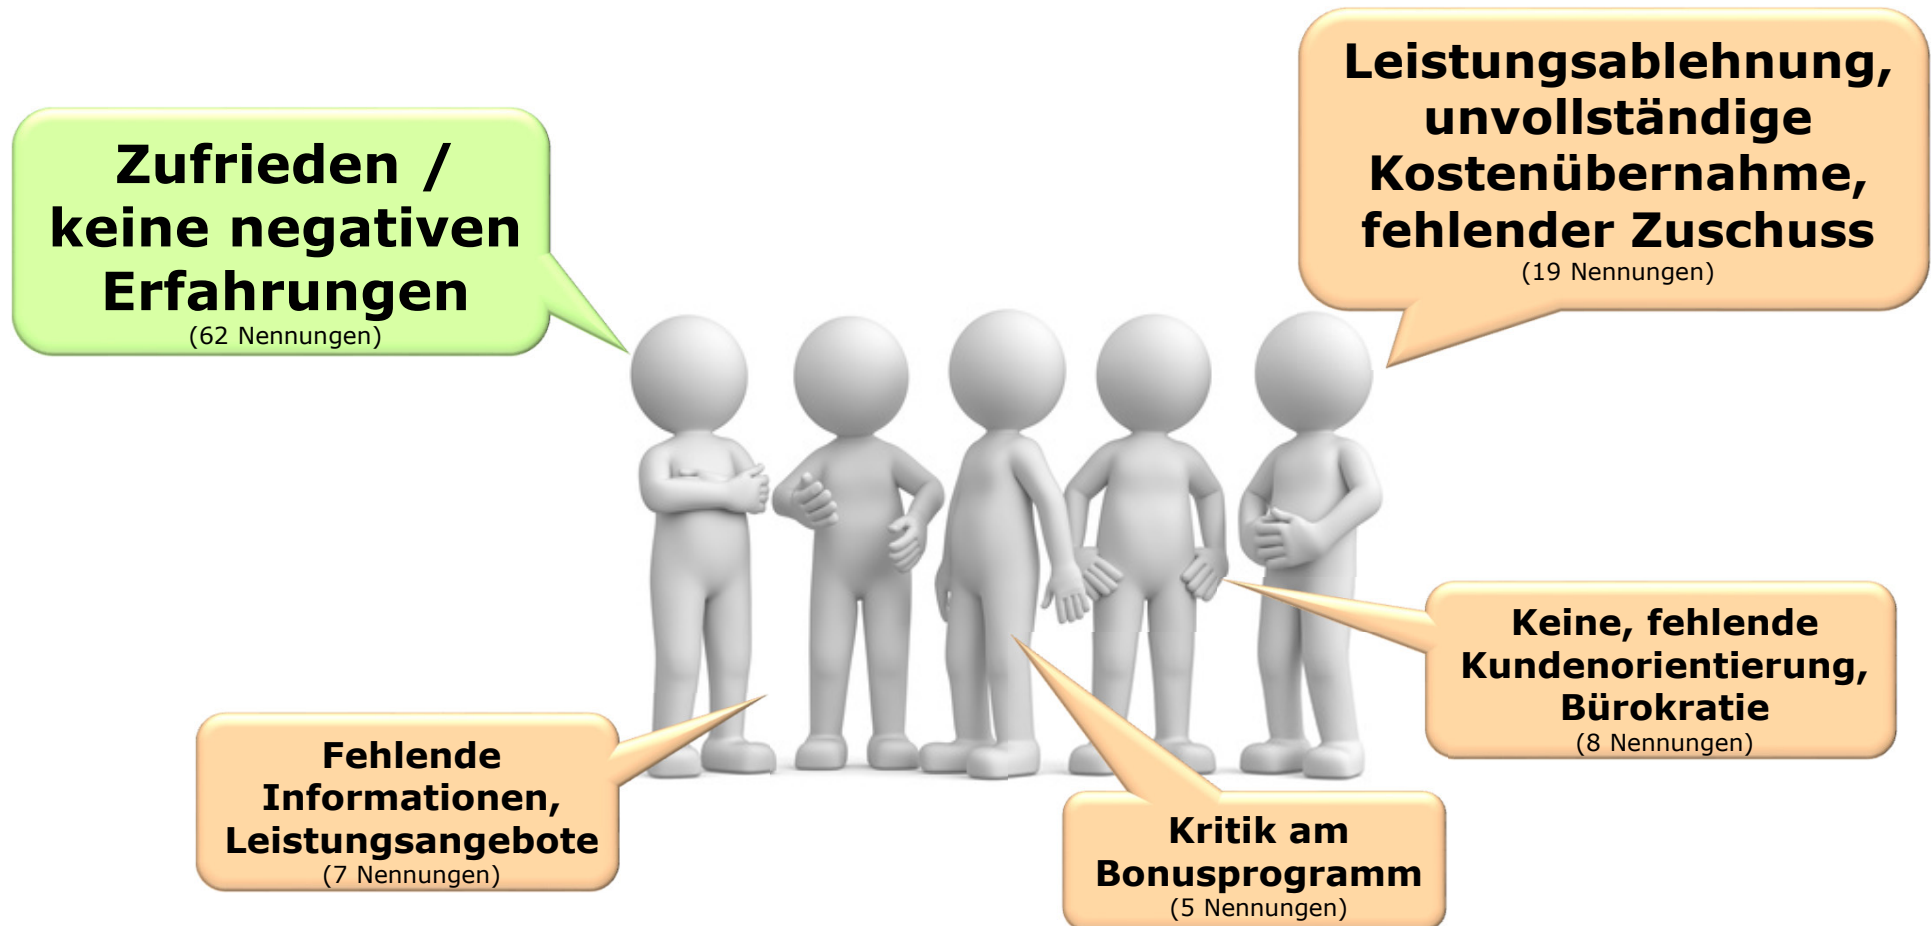 Zufrieden /
keine negativen
Erfahrungen
(62 Nennungen)
Leistungsablehnung,
unvollständige
Kostenübernahme,
fehlender Zuschuss
(19 Nennungen)
Fehlende
Informationen,
Leistungsangebote
(7 Nennungen)
Kritik am
Bonusprogramm
(5 Nennungen)
Keine, fehlende
Kundenorientierung,
Bürokratie
(8 Nennungen)